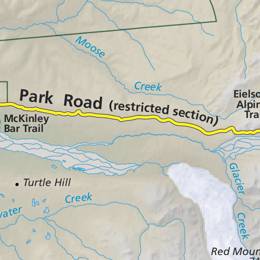 Moose
Creek
Park Road (restricted section)
Eielson
Alpin
Trai
McKinley
Bar Trail
Turtle Hill
Creek
water
Glacier
Creek
Red Moun